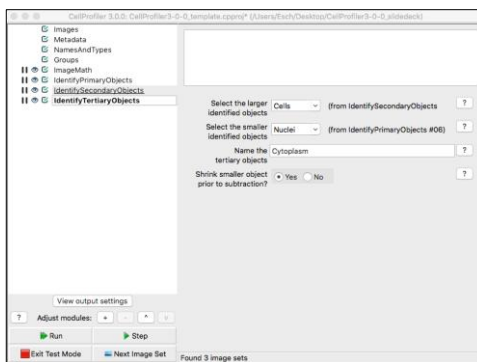 CellProfiler 3.0.0: CellProfiler3-0-0_template.cpproj* (/Users/Esch/Desktop/CellProfiler3-0-0_slidedeck)
Images
Metadata
NamesAndTypes
Groups
ImageMath
IdentifyPrimaryObjects
IdentifySecondaryObjects
IdentifyTertiaryObjects
View output settings
? Adjust modules: + - ^
Run Step
Exit Test Mode Next Image Set
Select the larger
identified objects
Cells
(from IdentifySecondaryObjects
?
Select the smaller
identified objects
Nuclei
(from IdentifyPrimaryObjects #06)
?
Name the
tertiary objects
Cytoplasm
?
Shrink smaller object
prior to subtraction?
Yes No
?
Found 3 image sets